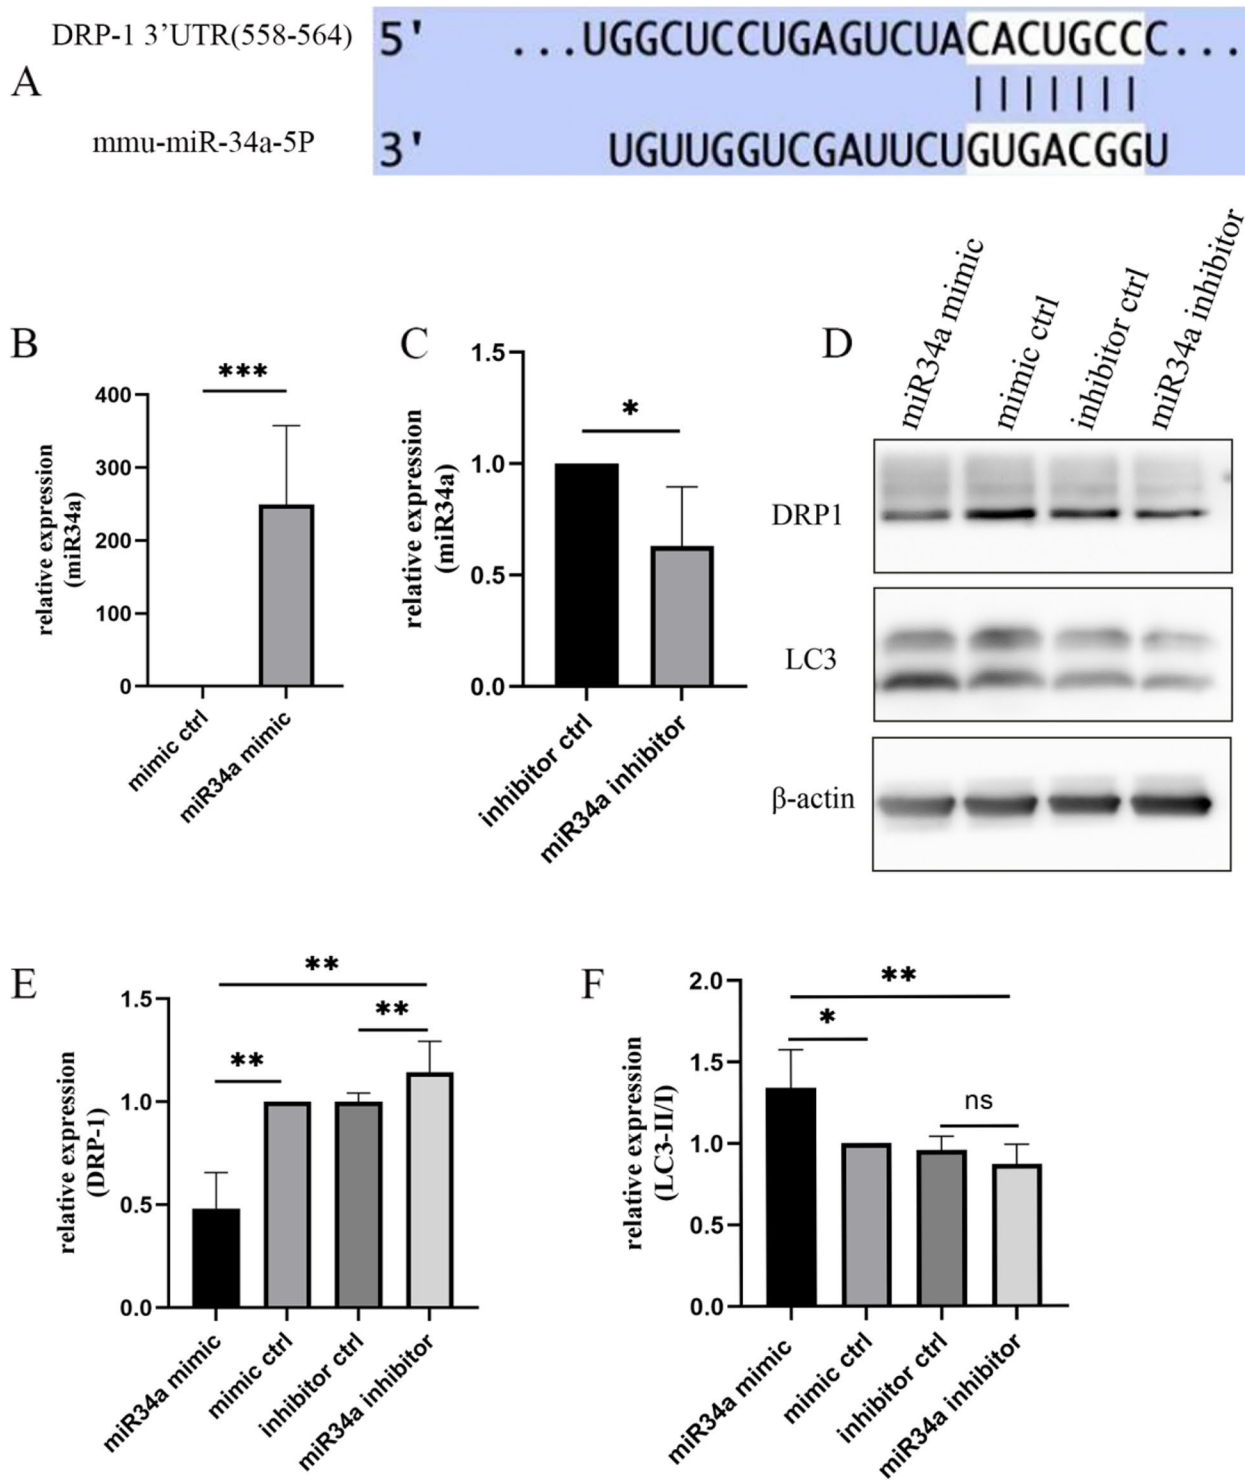 DRP-1 3'UTR(558-564) 5' ...UGGCUCCUGAGUCUACACUGCCC...
A
mmu-miR-34a-5P 3' UGUUGGUCGAUUCUGUGACGGU
B
***
400
300
200
100
0
relative expression
(miR34a)
mimic ctrl
miR34a mimic
C
*
1.5
1.0
0.5
0.0
relative expression
(miR34a)
inhibitor ctrl
miR34a inhibitor
D
miR34a mimic
mimic ctrl
inhibitor ctrl
miR34a inhibitor
DRP1
LC3
β-actin
E
**
**
**
1.5
1.0
0.5
0.0
relative expression
(DRP-1)
miR34a mimic
mimic ctrl
inhibitor ctrl
miR34a inhibitor
F
**
*
ns
2.0
1.5
1.0
0.5
0.0
relative expression
(LC3-II/I)
miR34a mimic
mimic ctrl
inhibitor ctrl
miR34a inhibitor